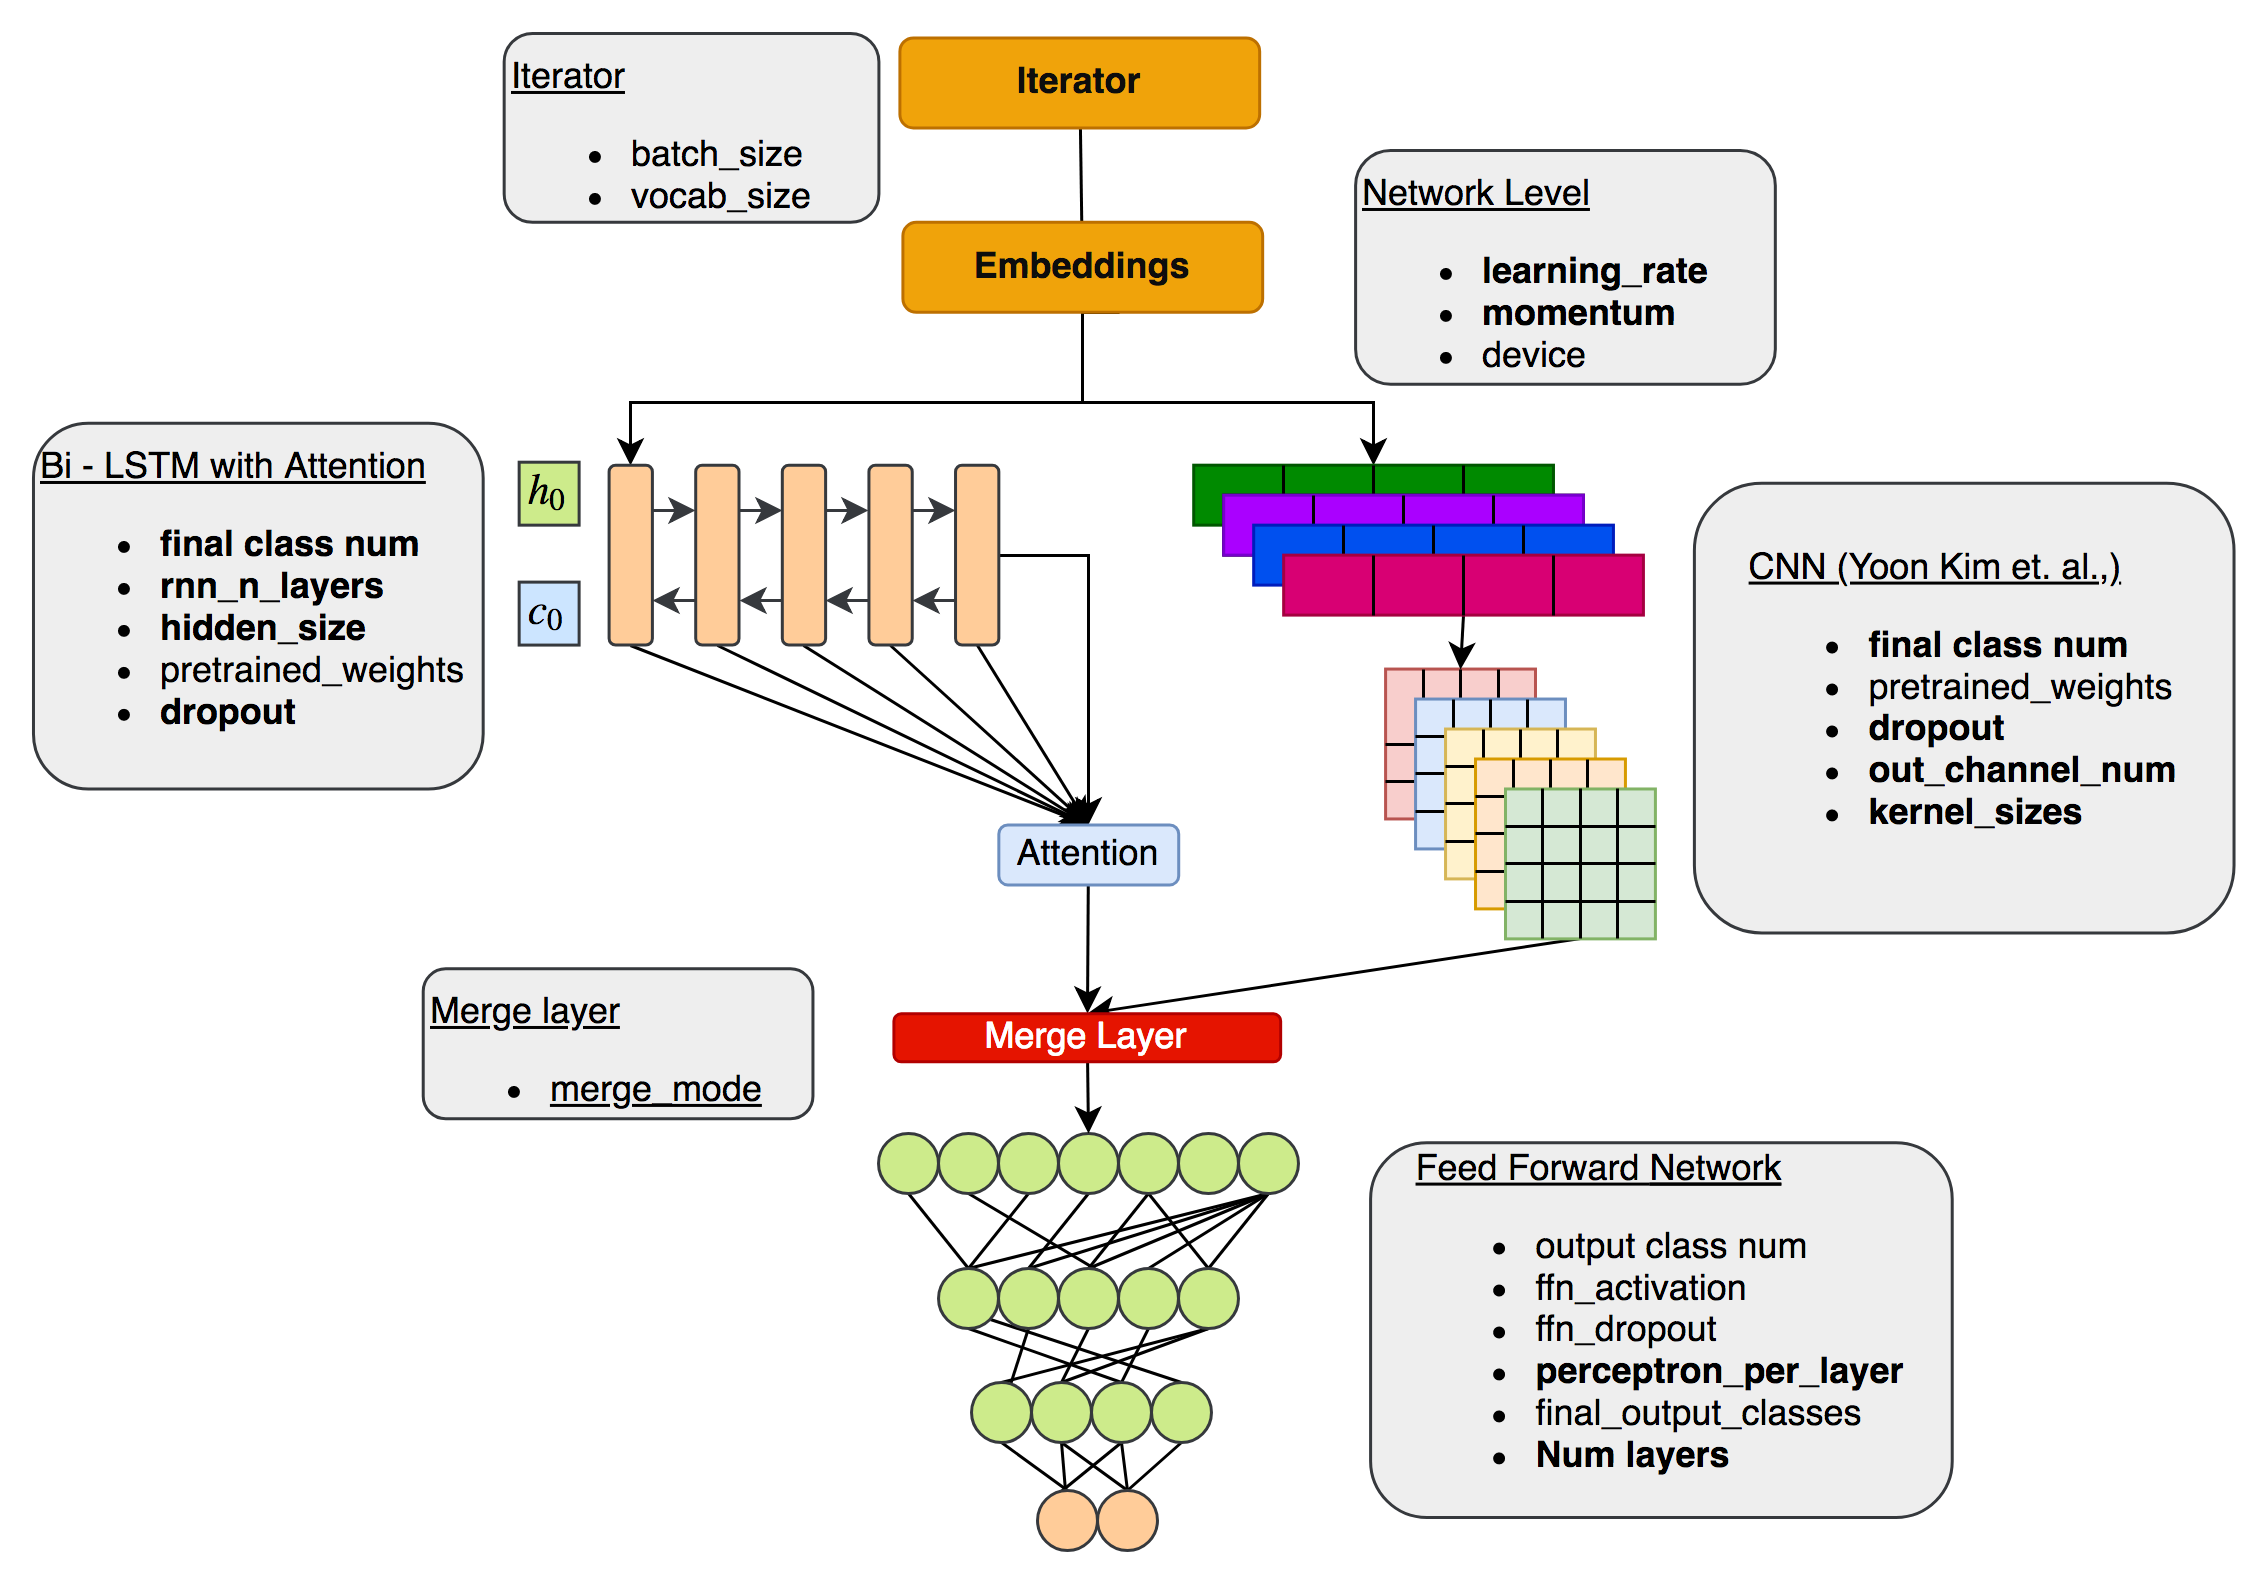 Iterator
batch_size
vocab_size
Iterator
Embeddings
Network Level
learning_rate
momentum
device
Bi - LSTM with Attention
final class num
rnn_n_layers
hidden_size
pretrained_weights
dropout
h0
c0
CNN (Yoon Kim et. al.,)
final class num
pretrained_weights
dropout
out_channel_num
kernel_sizes
Attention
Merge layer
merge_mode
Merge Layer
Feed Forward Network
output class num
ffn_activation
ffn_dropout
perceptron_per_layer
final_output_classes
Num layers